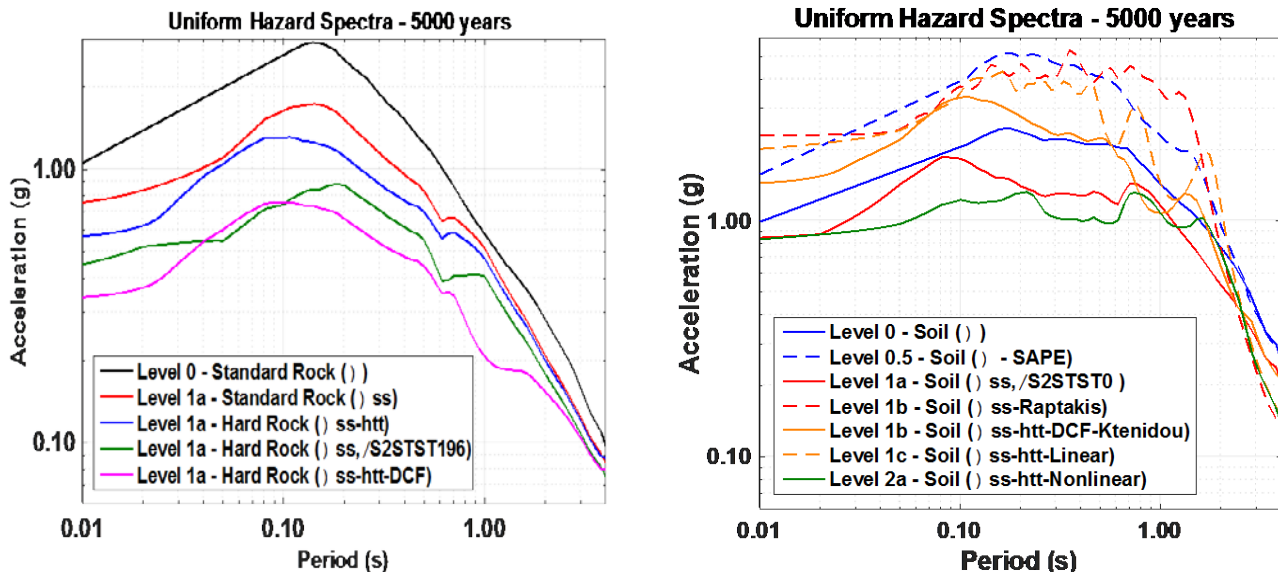 Uniform Hazard Spectra - 5000 years
Acceleration (g)
1.00
0.10
Level 0 - Standard Rock () )
Level 1a - Standard Rock () ss)
Level 1a - Hard Rock () ss-htt)
Level 1a - Hard Rock () ss, /S2STST196)
Level 1a - Hard Rock () ss-htt-DCF)
0.01
0.10
1.00
Period (s)
Uniform Hazard Spectra - 5000 years
Acceleration (g)
1.00
0.10
Level 0 - Soil () )
Level 0.5 - Soil () - SAPE)
Level 1a - Soil () ss, /S2STST0 )
Level 1b - Soil () ss-Raptakis)
Level 1b - Soil () ss-htt-DCF-Ktenidou)
Level 1c - Soil () ss-htt-Linear)
Level 2a - Soil () ss-htt-Nonlinear)
0.01
0.10
1.00
Period (s)